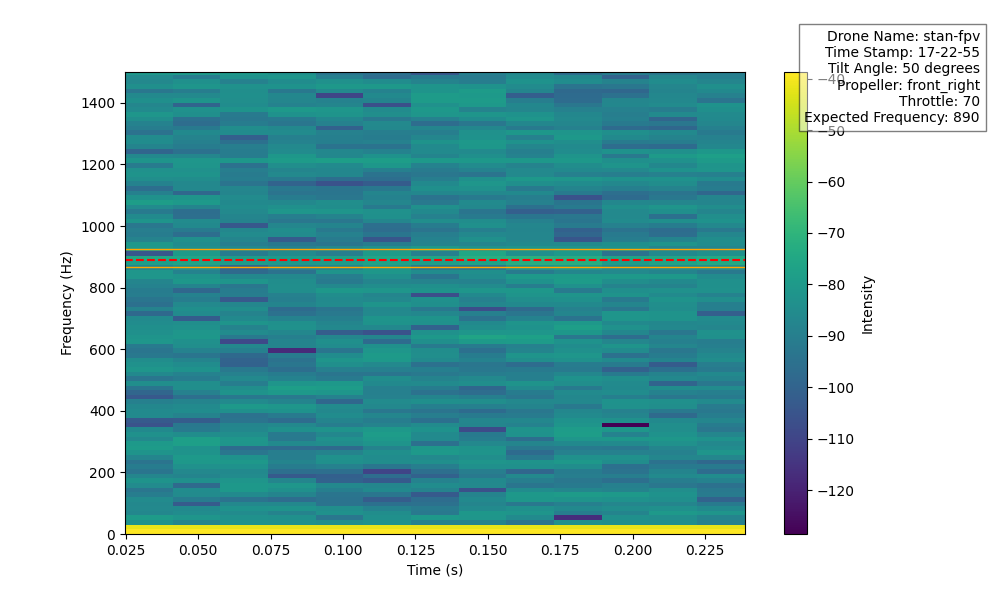 Drone Name: stan-fpv
Time Stamp: 17-22-55
Tilt Angle: 50 degrees
Propeller: front_right
Throttle: 70
Expected Frequency: 890
1400
1200
1000
800
600
400
200
0
Frequency (Hz)
0.025 0.050 0.075 0.100 0.125 0.150 0.175 0.200 0.225
Time (s)
−40
−50
−60
−70
−80
−90
−100
−110
−120
Intensity